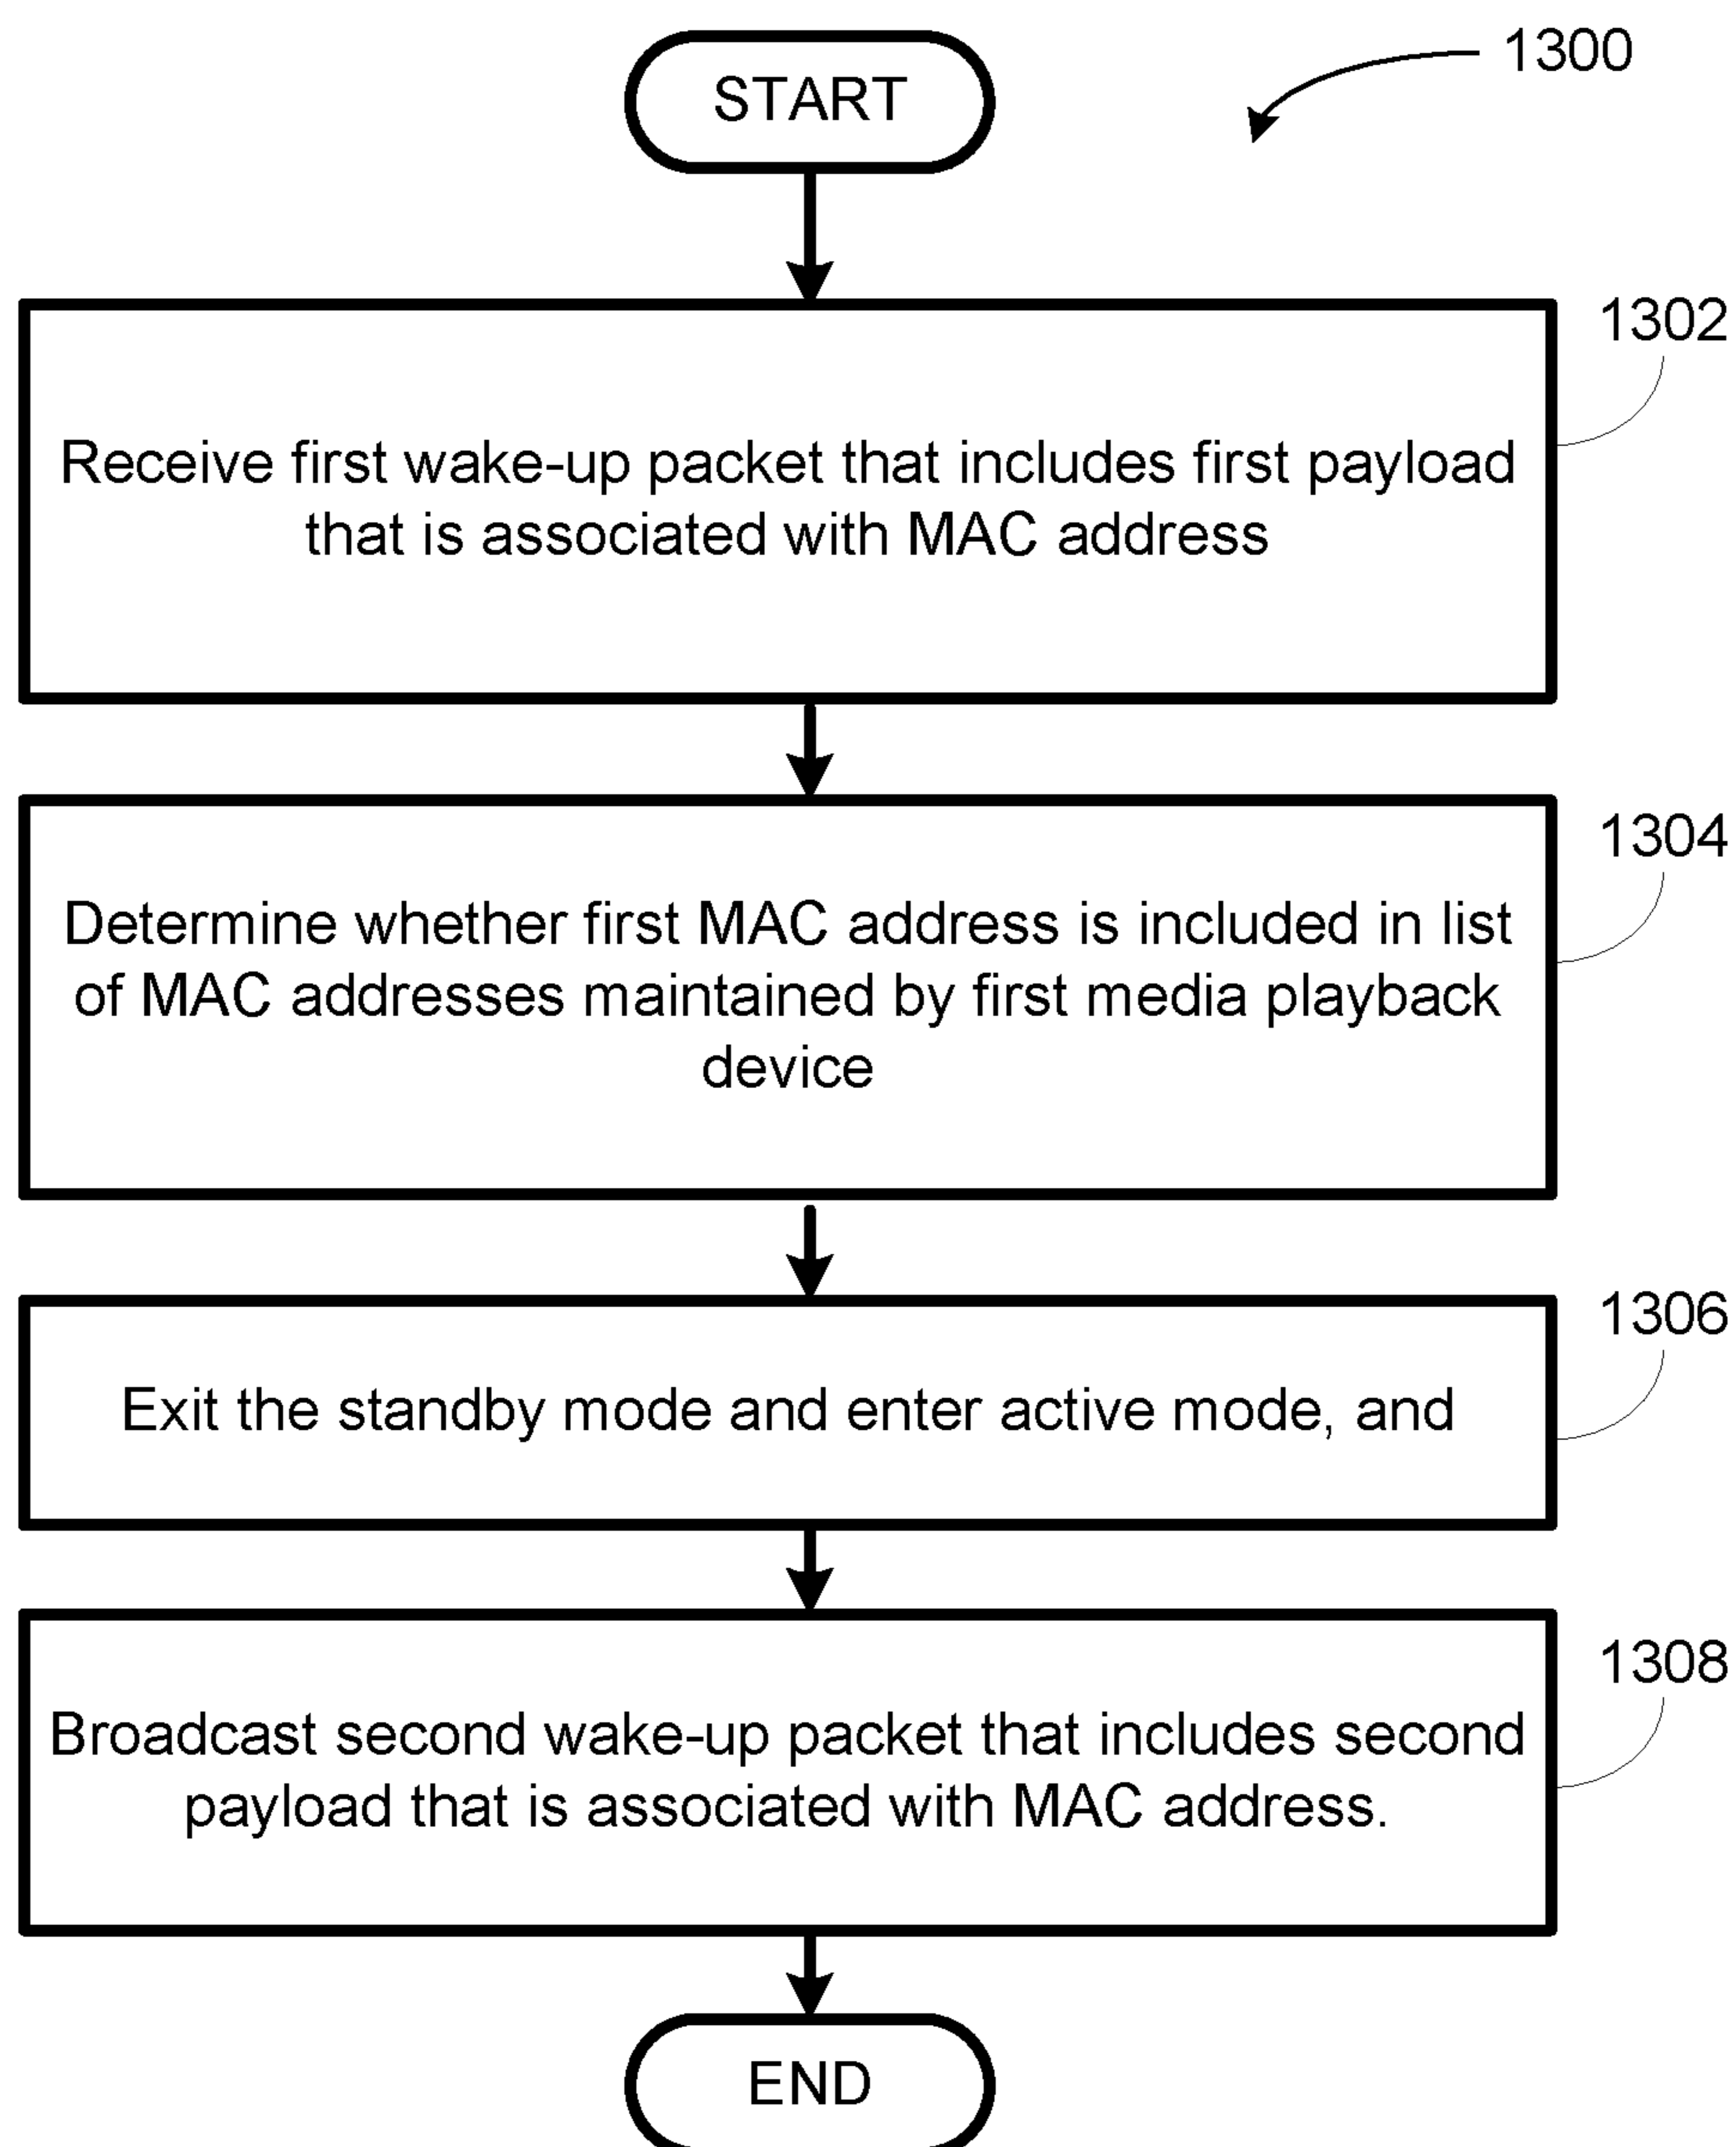 START
1300
1302
Receive first wake-up packet that includes first payload
that is associated with MAC address
1304
Determine whether first MAC address is included in list
of MAC addresses maintained by first media playback
device
1306
Exit the standby mode and enter active mode, and
1308
Broadcast second wake-up packet that includes second
payload that is associated with MAC address.
END